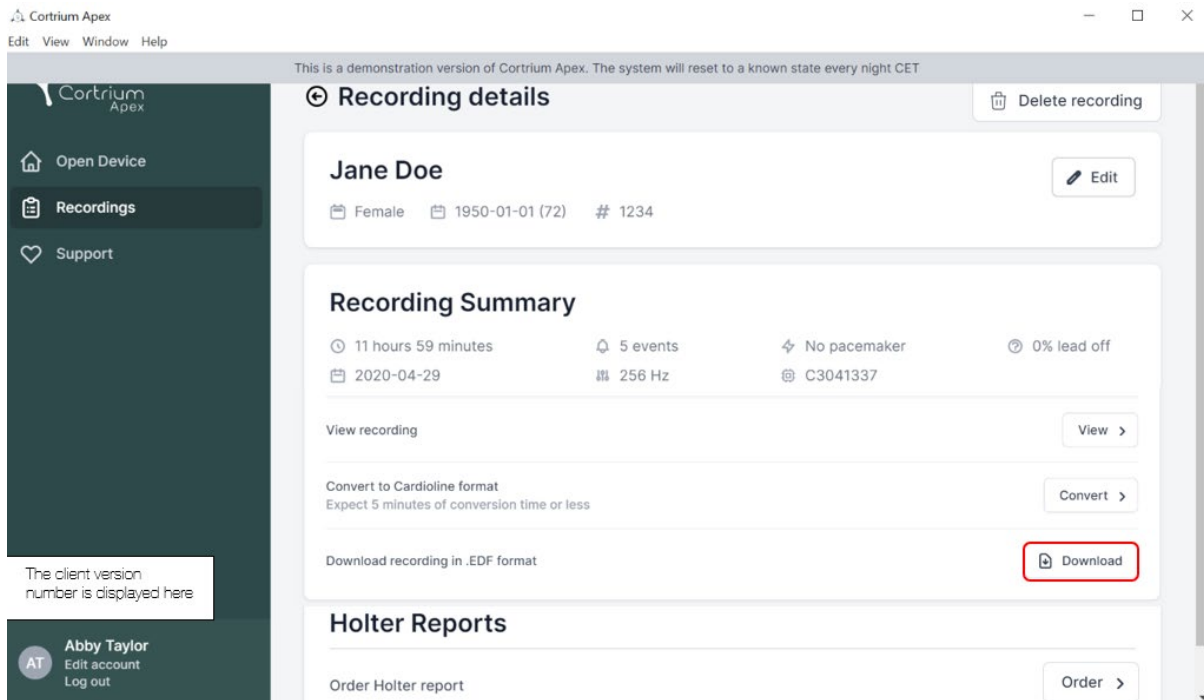 Cortrium Apex
Edit View Window Help
This is a demonstration version of Cortrium Apex. The system will reset to a known state every night CET
Cortrium
Apex
Open Device
Recordings
Support
The client version
number is displayed here
AT
Abby Taylor
Edit account
Log out
Recording details
Delete recording
Jane Doe
Edit
Female 1950-01-01 (72) # 1234
Recording Summary
11 hours 59 minutes 5 events No pacemaker 0% lead off
2020-04-29 256 Hz C3041337
View recording View
Convert to Cardioline format
Expect 5 minutes of conversion time or less
Convert
Download recording in .EDF format Download
Holter Reports
Order Holter report Order